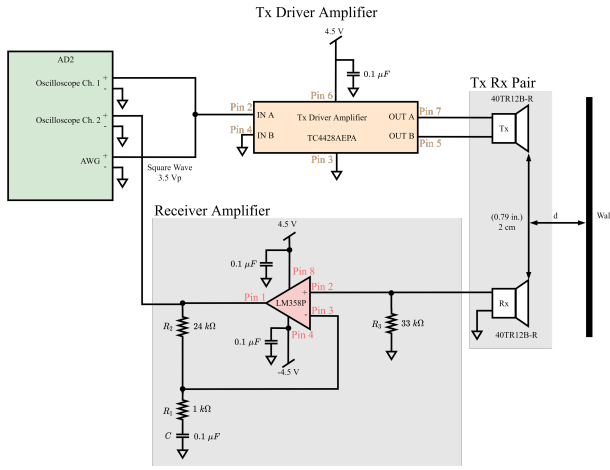 Tx Driver Amplifier
AD2
Oscilloscope Ch. 1
+
-
Oscilloscope Ch. 2
+
-
AWG
+
-
Square Wave
3.5 Vp
4.5 V
0.1 μF
Pin 6
Pin 2
IN A
Pin 4
IN B
Tx Driver Amplifier
TC4428AEPA
OUT A
OUT B
Pin 7
Pin 5
Pin 3
Tx Rx Pair
40TR12B-R
Tx
(0.79 in.)
2 cm
d
Wal
Rx
40TR12B-R
Receiver Amplifier
4.5 V
0.1 μF
Pin 8
Pin 1
LM358P
+
-
Pin 2
Pin 3
Pin 4
0.1 μF
-4.5 V
R₂
24 kΩ
R₃
33 kΩ
R₁
1 kΩ
C
0.1 μF